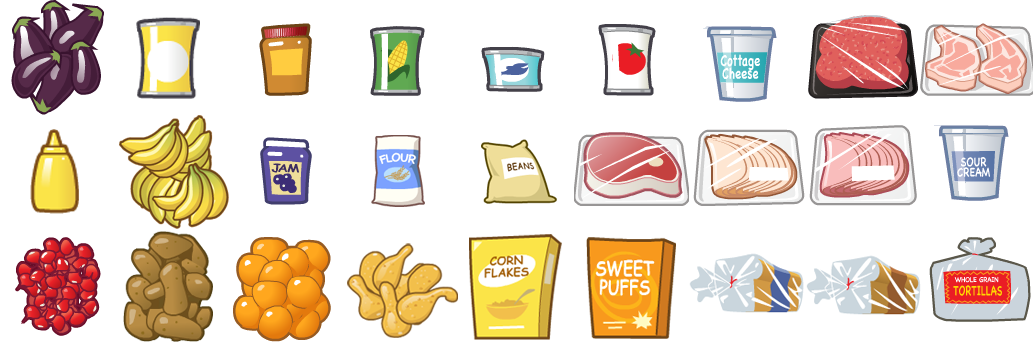 Cottage
Cheese
JAM
FLOUR
BEANS
SOUR
CREAM
CORN
FLAKES
SWEET
PUFFS
WHOLE GRAIN
TORTILLAS